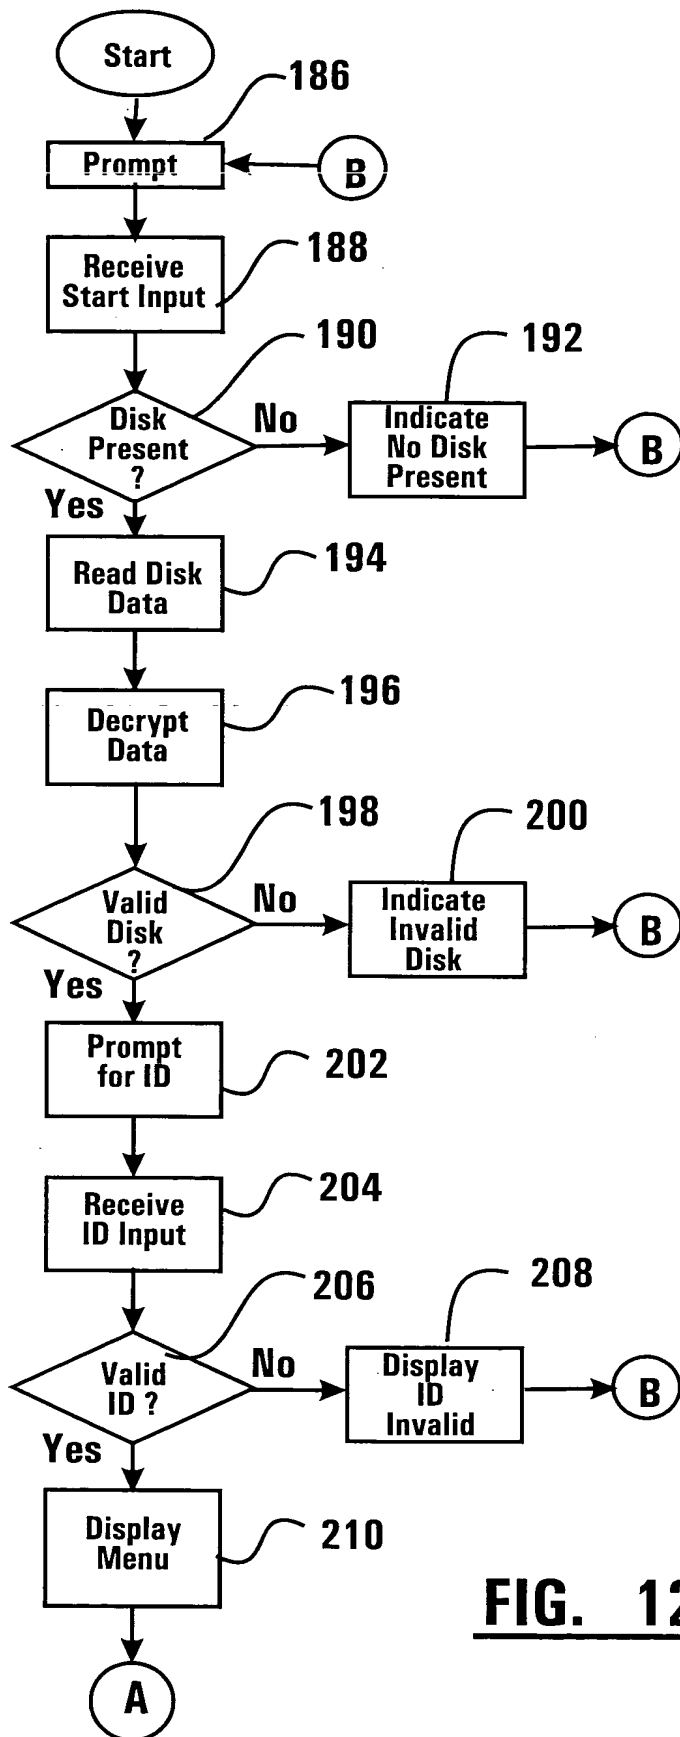 Start
186
Prompt
B
188
Receive
Start Input
190
192
Disk
Present
?
No
Indicate
No Disk
Present
B
Yes
194
Read Disk
Data
196
Decrypt
Data
198
200
Valid
Disk
?
No
Indicate
Invalid
Disk
B
Yes
Prompt
for ID
202
204
Receive
ID Input
206
208
Valid
ID ?
No
Display
ID
Invalid
B
Yes
Display
Menu
210
FIG. 12
A